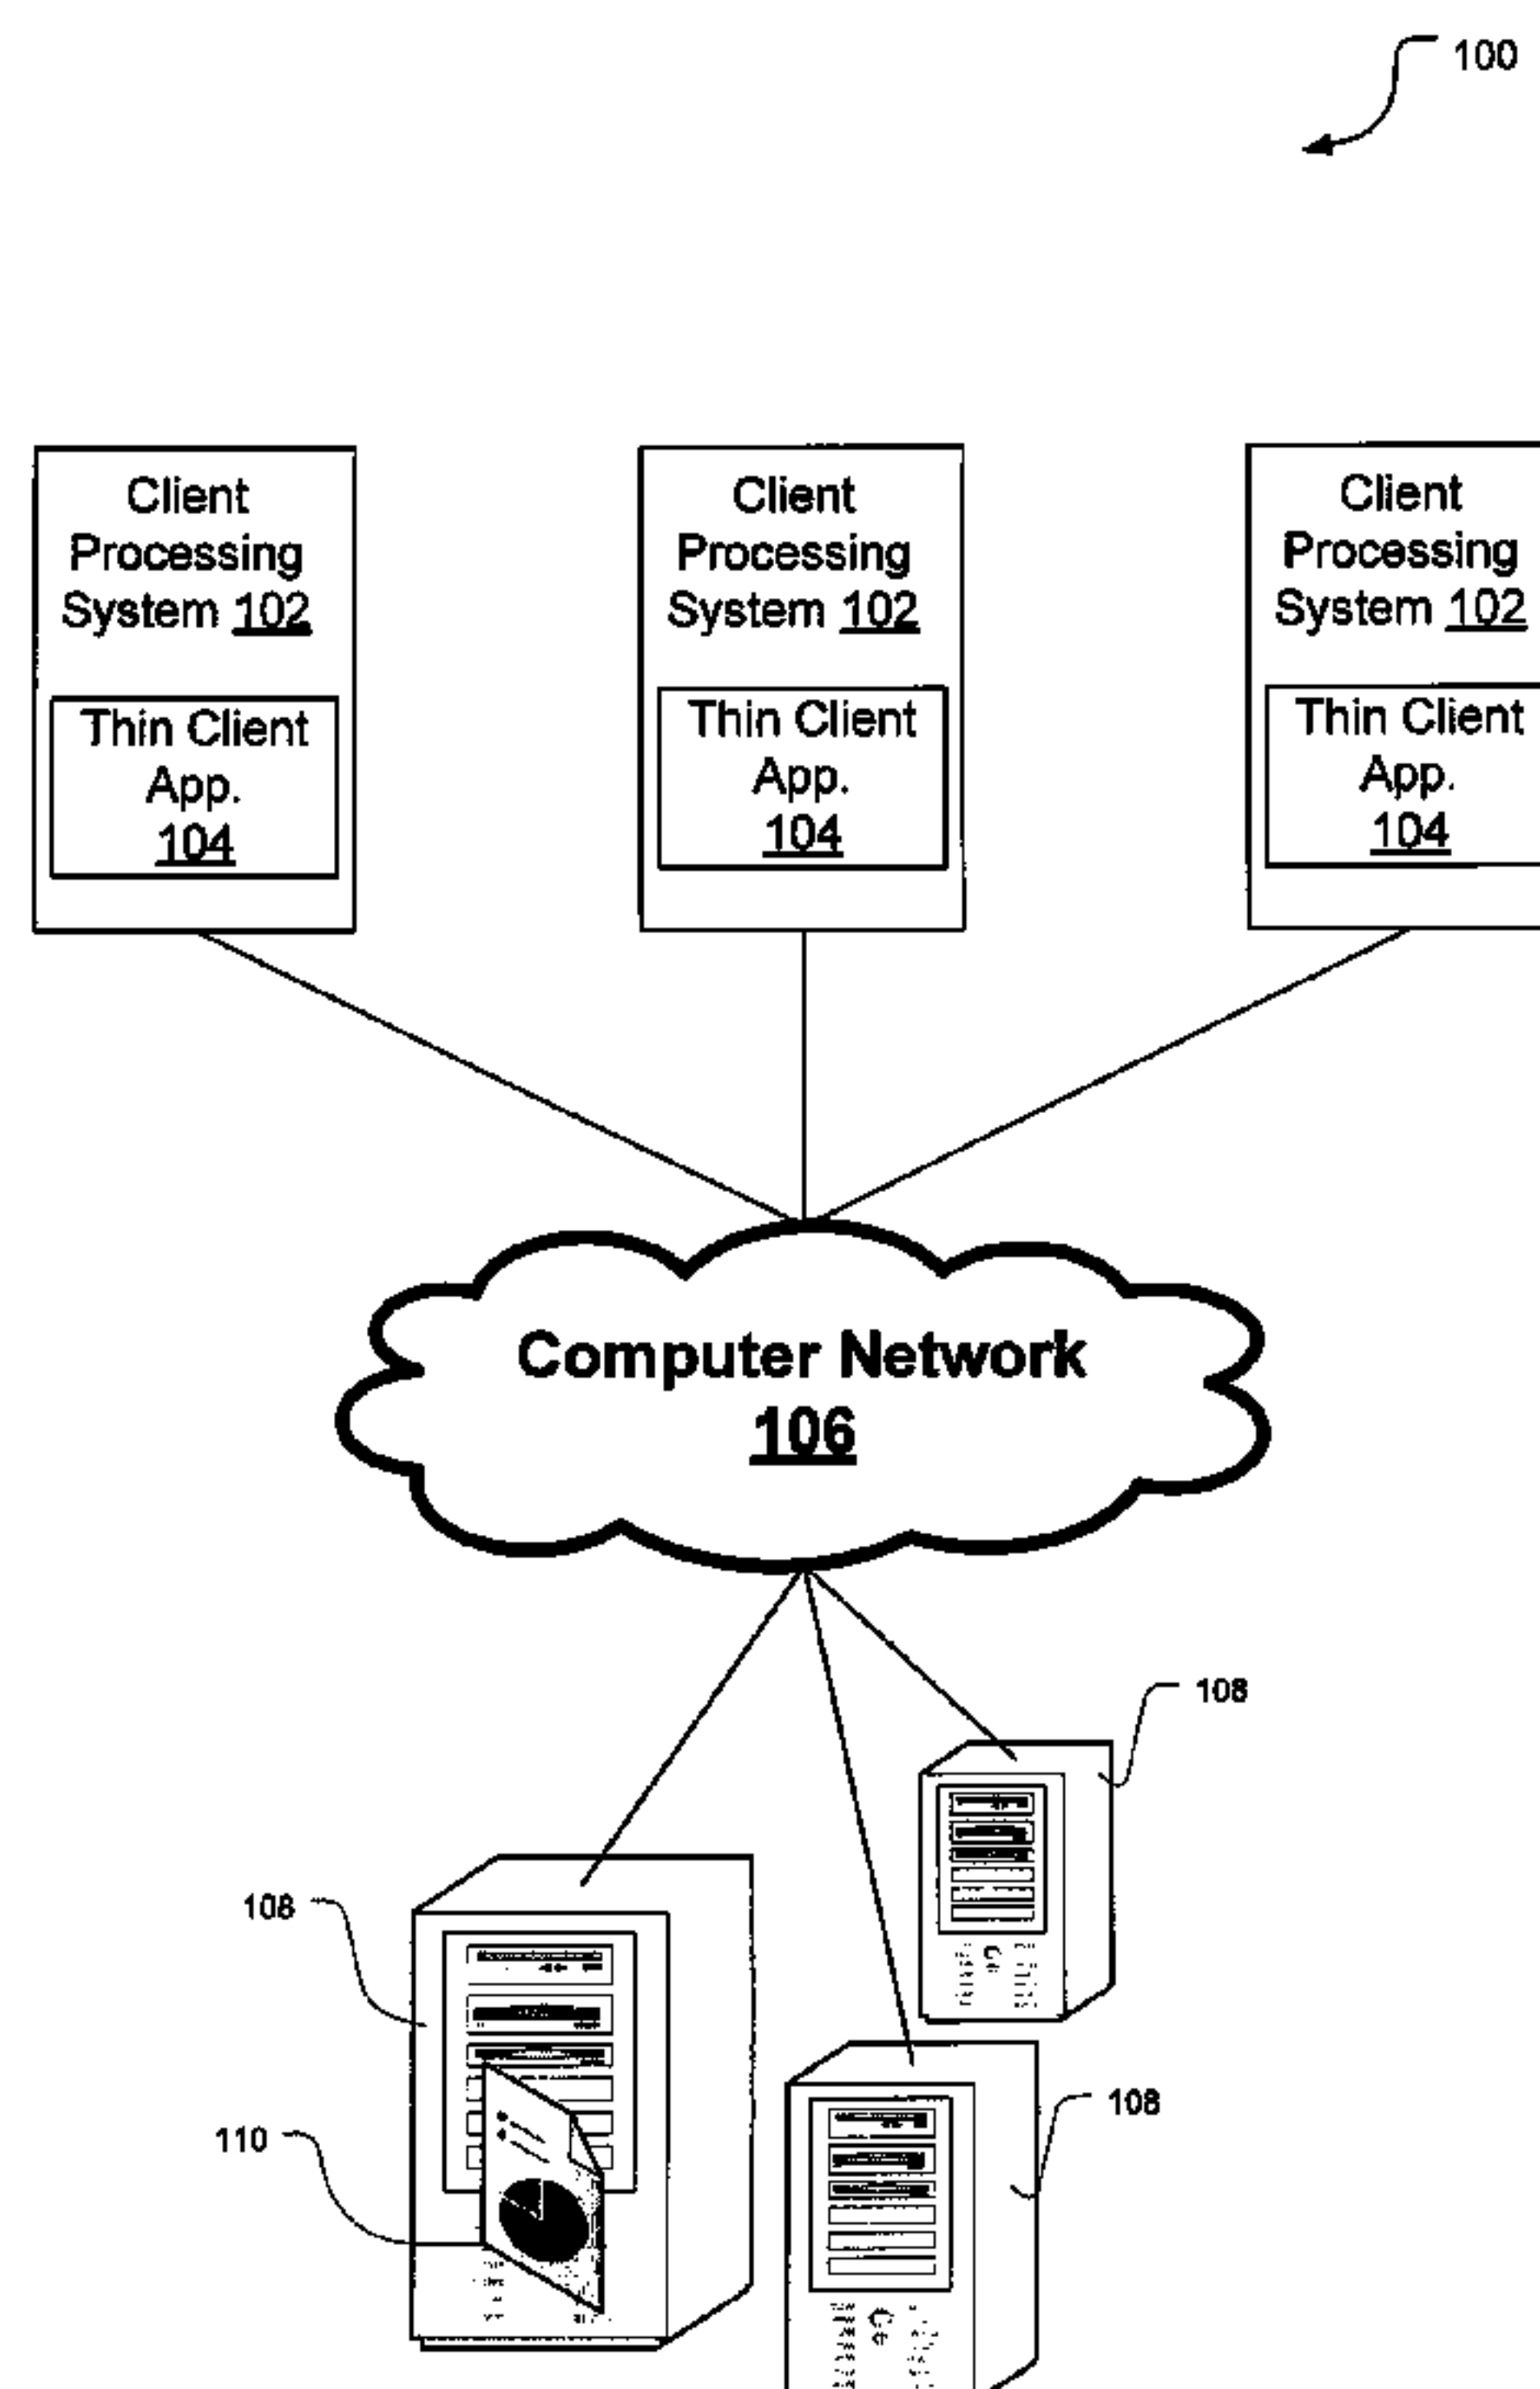 100
Client
Processing
System 102
Thin Client
App.
104
Client
Processing
System 102
Thin Client
App.
104
Client
Processing
System 102
Thin Client
App.
104
Computer Network
106
108
108
110
108